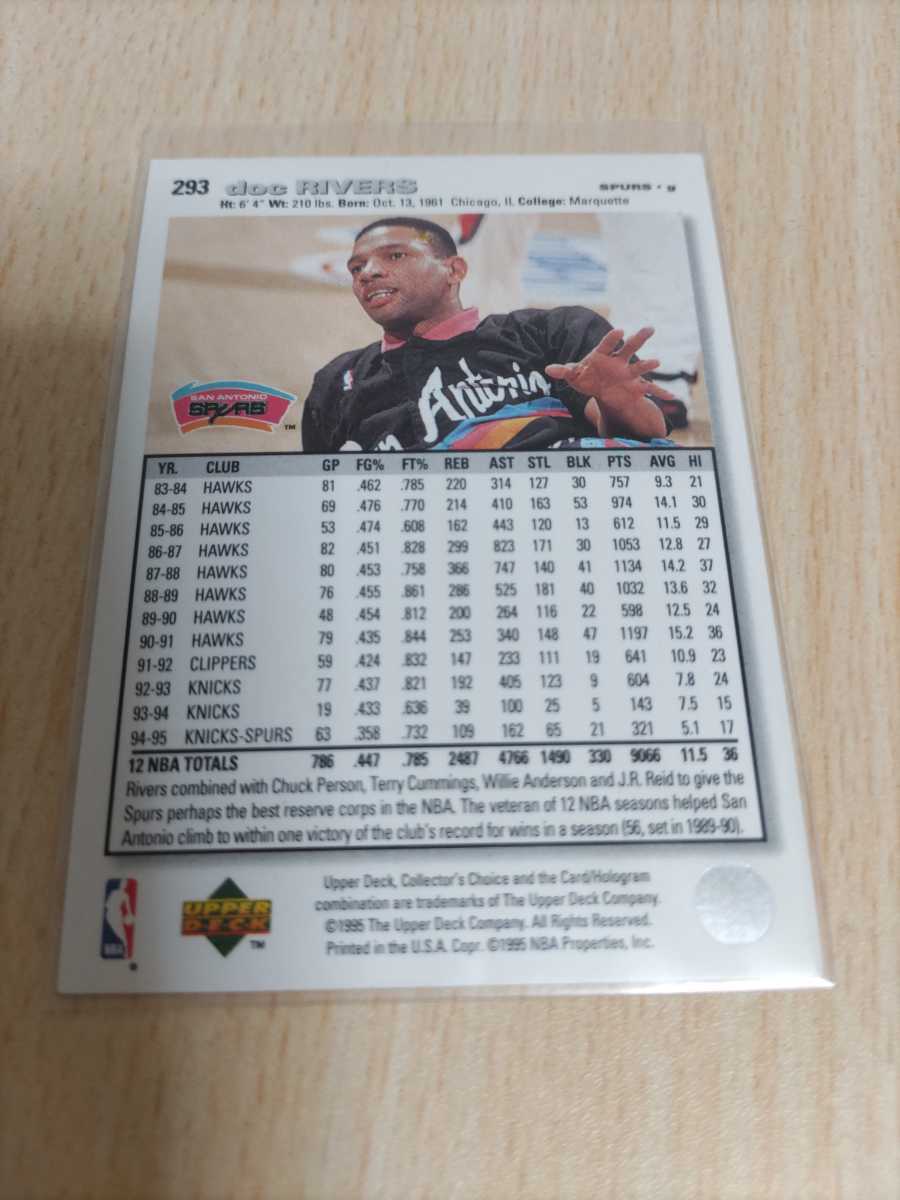 293 doc RIVERS SPURS • g
Ht: 6' 4" Wt: 210 lbs. Born: Oct. 13, 1961 Chicago, IL College: Marquette
San Antonio
SAN ANTONIO
SPURS
TM
YR. CLUB GP FG% FT% REB AST STL BLK PTS AVG HI
83-84 HAWKS 81 .462 .785 220 314 127 30 757 9.3 21
84-85 HAWKS 69 .476 .770 214 410 163 53 974 14.1 30
85-86 HAWKS 53 .474 .608 162 443 120 13 612 11.5 29
86-87 HAWKS 82 .451 .828 299 823 171 30 1053 12.8 27
87-88 HAWKS 80 .453 .758 366 747 140 41 1134 14.2 37
88-89 HAWKS 76 .455 .861 286 525 181 40 1032 13.6 32
89-90 HAWKS 48 .454 .812 200 264 116 22 598 12.5 24
90-91 HAWKS 79 .435 .844 253 340 148 47 1197 15.2 36
91-92 CLIPPERS 59 .424 .832 147 233 111 19 641 10.9 23
92-93 KNICKS 77 .437 .821 192 405 123 9 604 7.8 24
93-94 KNICKS 19 .433 .636 39 100 25 5 143 7.5 15
94-95 KNICKS-SPURS 63 .358 .732 109 162 65 21 321 5.1 17
12 NBA TOTALS 786 .447 .785 2487 4766 1490 330 9066 11.5 36
Rivers combined with Chuck Person, Terry Cummings, Willie Anderson and J.R. Reid to give the
Spurs perhaps the best reserve corps in the NBA. The veteran of 12 NBA seasons helped San
Antonio climb to within one victory of the club's record for wins in a season (56, set in 1989-90).
Upper Deck, Collector's Choice and the Card/Hologram
combination are trademarks of The Upper Deck Company.
©1995 The Upper Deck Company. All Rights Reserved.
Printed in the U.S.A. Copr. ©1995 NBA Properties, Inc.
NBA
®
UPPER
DECK
TM